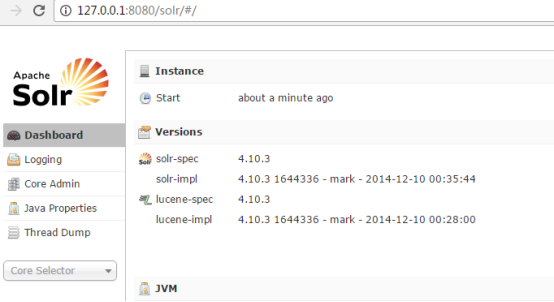 127.0.0.1:8080/solr/#/
Apache
Solr
Dashboard
Logging
Core Admin
Java Properties
Thread Dump
Core Selector
Instance
Start about a minute ago
Versions
solr-spec 4.10.3
solr-impl 4.10.3 1644336 - mark - 2014-12-10 00:35:44
lucene-spec 4.10.3
lucene-impl 4.10.3 1644336 - mark - 2014-12-10 00:28:00
JVM